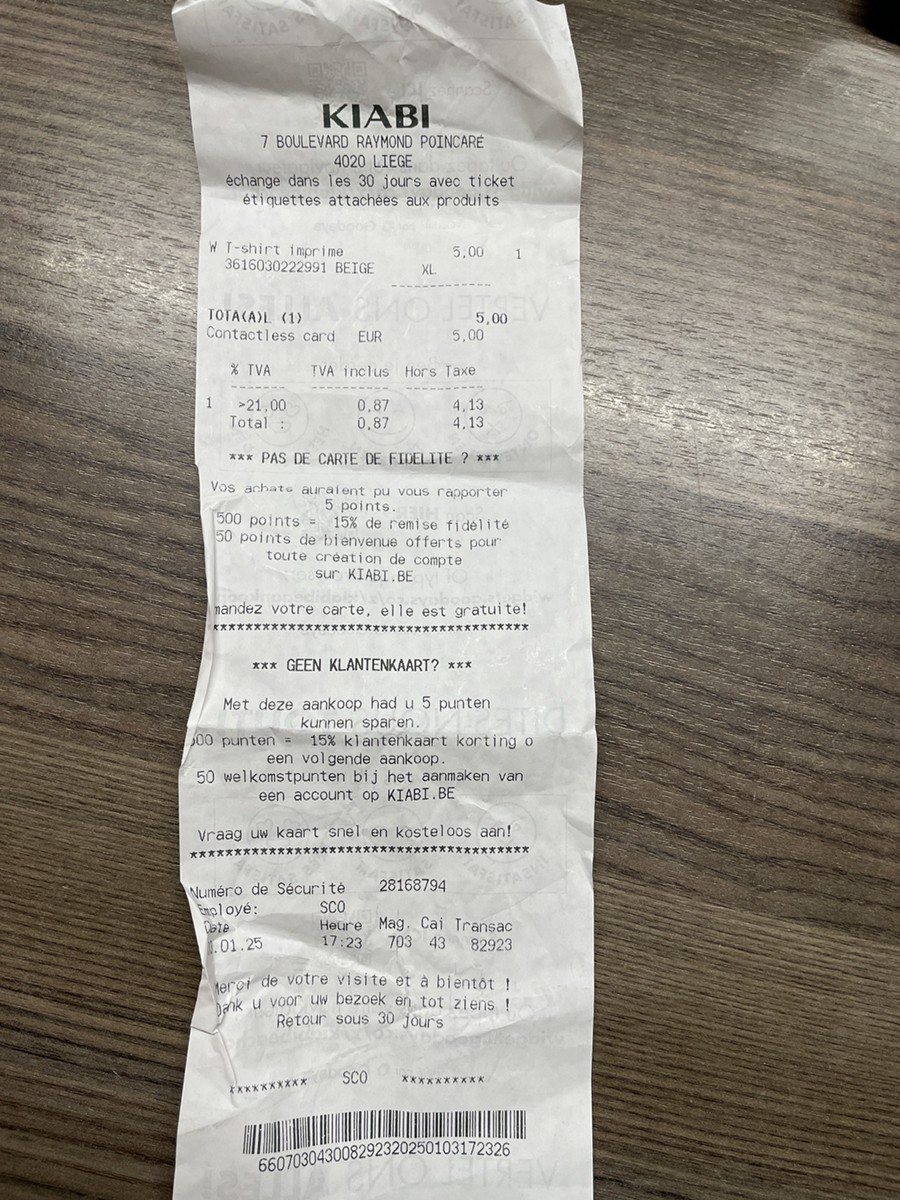 KIABI
7 BOULEVARD RAYMOND POINCARÉ
4020 LIEGE
échange dans les 30 jours avec ticket
étiquettes attachées aux produits
W T-shirt imprime 5,00 1
3616030222991 BEIGE XL
TOTA(A)L (1) 5,00
Contactless card EUR 5,00
% TVA TVA inclus Hors Taxe
1 >21,00 0,87 4,13
Total : 0,87 4,13
*** PAS DE CARTE DE FIDELITE ? ***
Vos achats auraient pu vous rapporter
5 points.
500 points = 15% de remise fidélité
50 points de bienvenue offerts pour
toute création de compte
sur KIABI.BE
mandez votre carte, elle est gratuite!
************************************
*** GEEN KLANTENKAART? ***
Met deze aankoop had u 5 punten
kunnen sparen.
00 punten = 15% klantenkaart korting o
een volgende aankoop.
50 welkomstpunten bij het aanmaken van
een account op KIABI.BE
Vraag uw kaart snel en kosteloos aan!
***************************************
Numéro de Sécurité 28168794
Employé: SCO
Date Heure Mag. Cai Transac
.01.25 17:23 703 43 82923
Merci de votre visite et à bientôt !
Dank u voor uw bezoek en tot ziens !
Retour sous 30 jours
********** SCO **********
660703043008292320250103172326